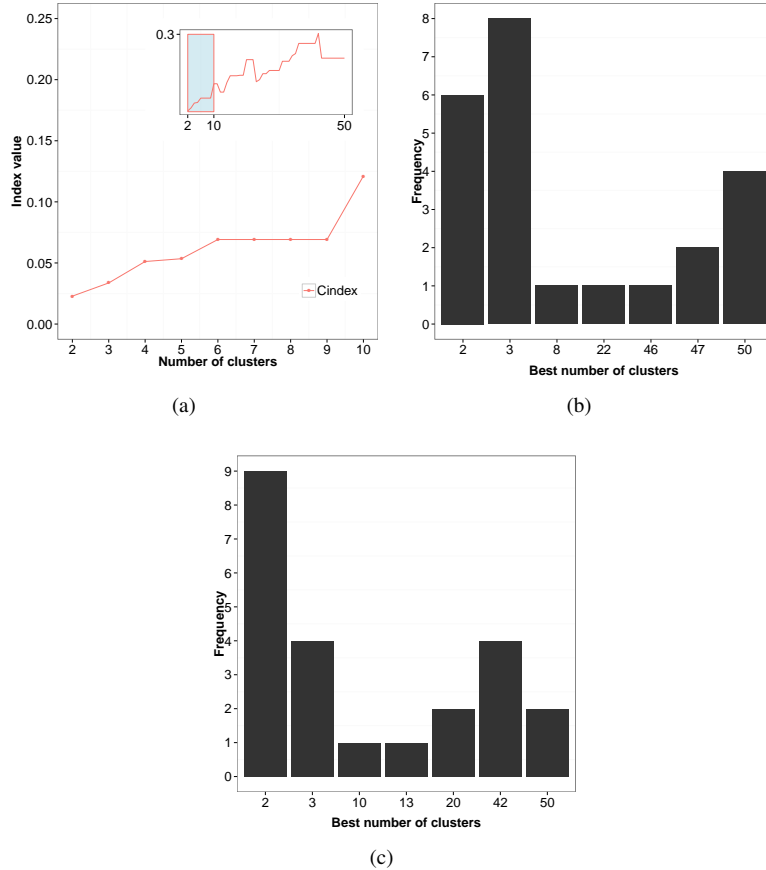 0.25
0.20
0.15
0.10
0.05
0.00
Index value
0.3
2 10 50
Cindex
2 3 4 5 6 7 8 9 10
Number of clusters
(a)
8
7
6
5
4
3
2
1
0
Frequency
2 3 8 22 46 47 50
Best number of clusters
(b)
9
8
7
6
5
4
3
2
1
0
Frequency
2 3 10 13 20 42 50
Best number of clusters
(c)